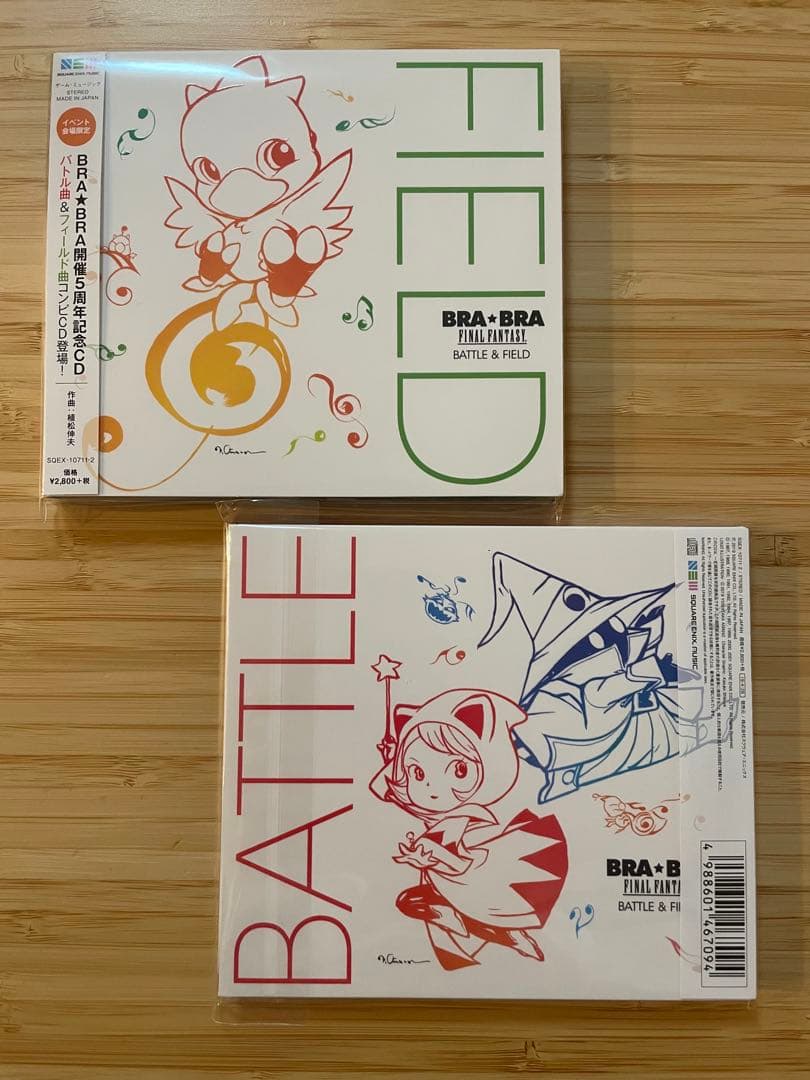 SQUARE ENIX MUSIC
ゲーム・ミュージック
STEREO
MADE IN JAPAN
イベント
会場限定
BRA★BRA開催5周年記念CD
バトル曲&フィールド曲コンピCD登場!
作曲:植松伸夫
SQEX-10711-2
価格
¥2,800+税
FIELD
BRA★BRA
FINAL FANTASY
BATTLE & FIELD
BATTLE
BRA★B
FINAL FANTA
BATTLE & FI
SQUARE ENIX MUSIC
4 988601 467094